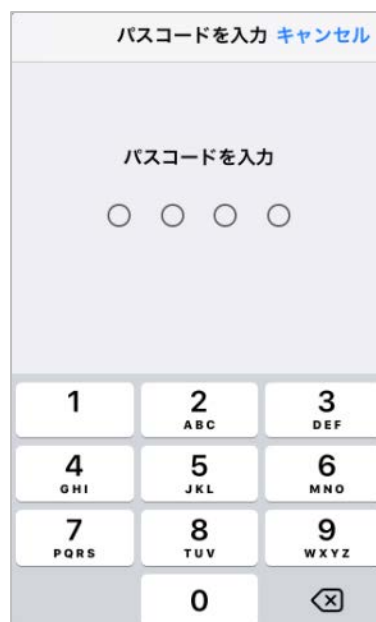 パスコードを入力 キャンセル
パスコードを入力
1 2 3
ABC DEF
4 5 6
GHI JKL MNO
7 8 9
PQRS TUV WXYZ
0